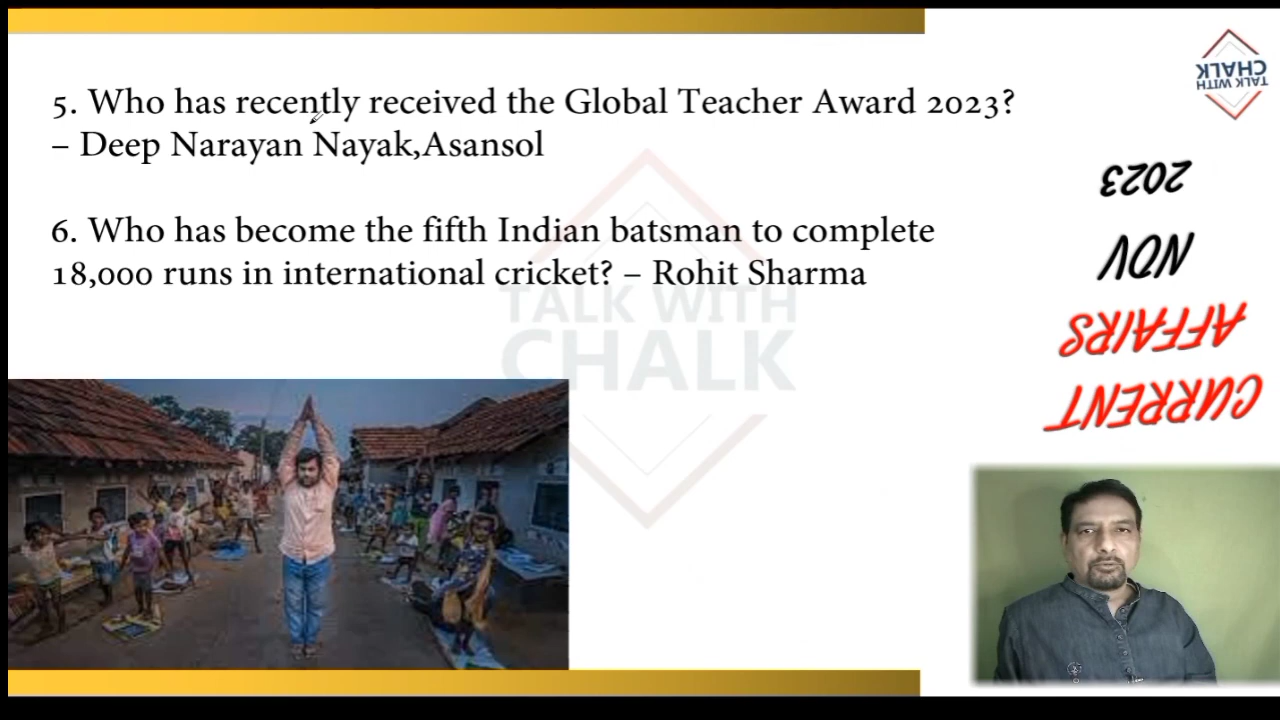 5. Who has recently received the Global Teacher Award 2023?
– Deep Narayan Nayak,Asansol
6. Who has become the fifth Indian batsman to complete
18,000 runs in international cricket? – Rohit Sharma
TALK WITH
CHALK
TALK WITH
CHALK
CURRENT
AFFAIRS
NOV
2023